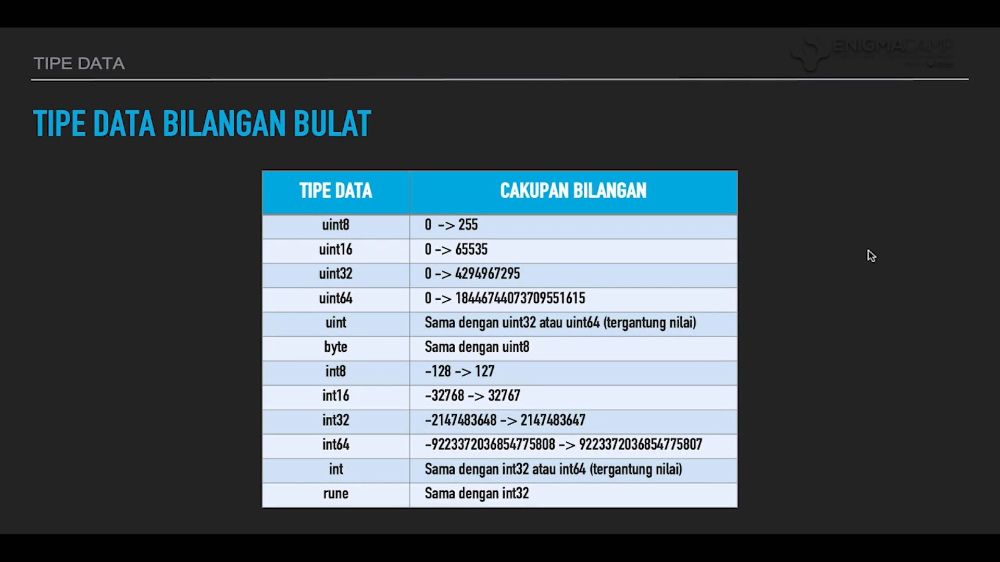 TIPE DATA
ENIGMACAMP
TIPE DATA BILANGAN BULAT
TIPE DATA CAKUPAN BILANGAN
uint8 0 -> 255
uint16 0 -> 65535
uint32 0 -> 4294967295
uint64 0 -> 18446744073709551615
uint Sama dengan uint32 atau uint64 (tergantung nilai)
byte Sama dengan uint8
int8 -128 -> 127
int16 -32768 -> 32767
int32 -2147483648 -> 2147483647
int64 -9223372036854775808 -> 9223372036854775807
int Sama dengan int32 atau int64 (tergantung nilai)
rune Sama dengan int32